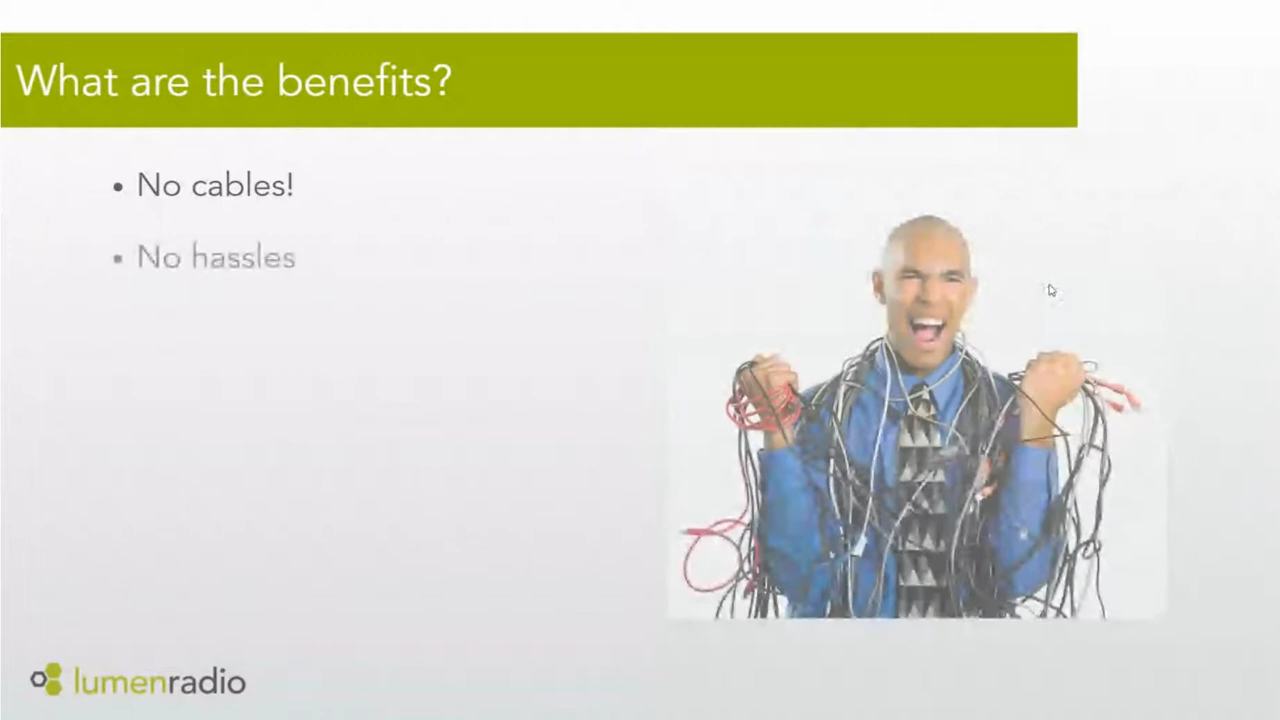 What are the benefits?
• No cables!
• No hassles
lumenradio